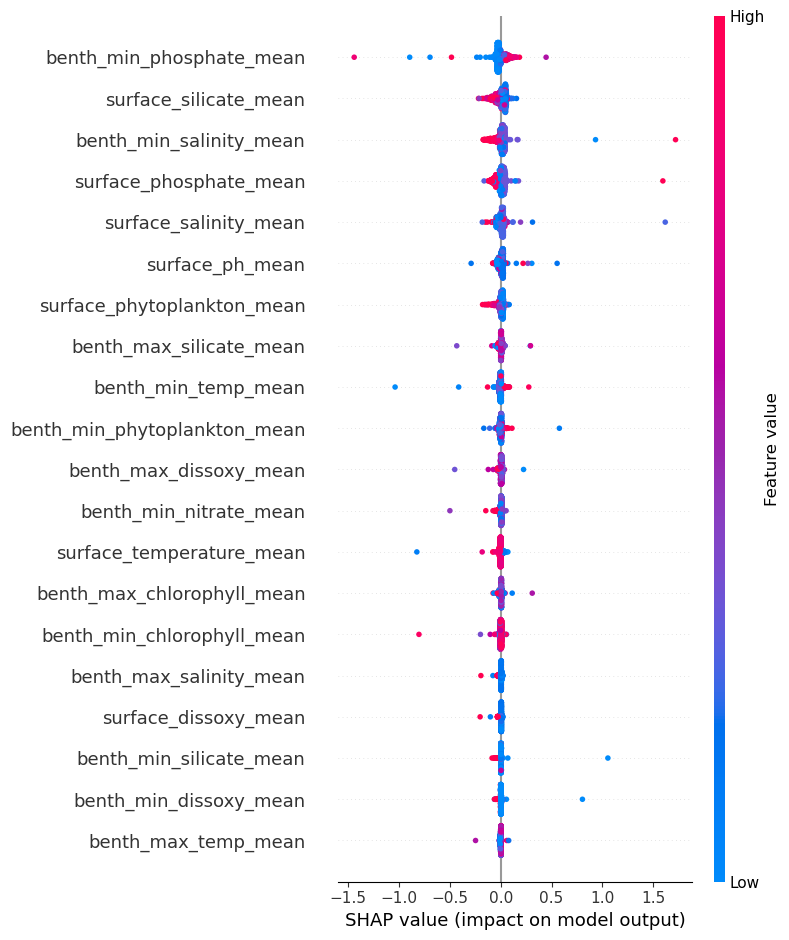 High
benth_min_phosphate_mean
surface_silicate_mean
benth_min_salinity_mean
surface_phosphate_mean
surface_salinity_mean
surface_ph_mean
surface_phytoplankton_mean
benth_max_silicate_mean
benth_min_temp_mean
benth_min_phytoplankton_mean
benth_max_dissoxy_mean
benth_min_nitrate_mean
surface_temperature_mean
benth_max_chlorophyll_mean
benth_min_chlorophyll_mean
benth_max_salinity_mean
surface_dissoxy_mean
benth_min_silicate_mean
benth_min_dissoxy_mean
benth_max_temp_mean
Feature value
Low
−1.5 −1.0 −0.5 0.0 0.5 1.0 1.5
SHAP value (impact on model output)